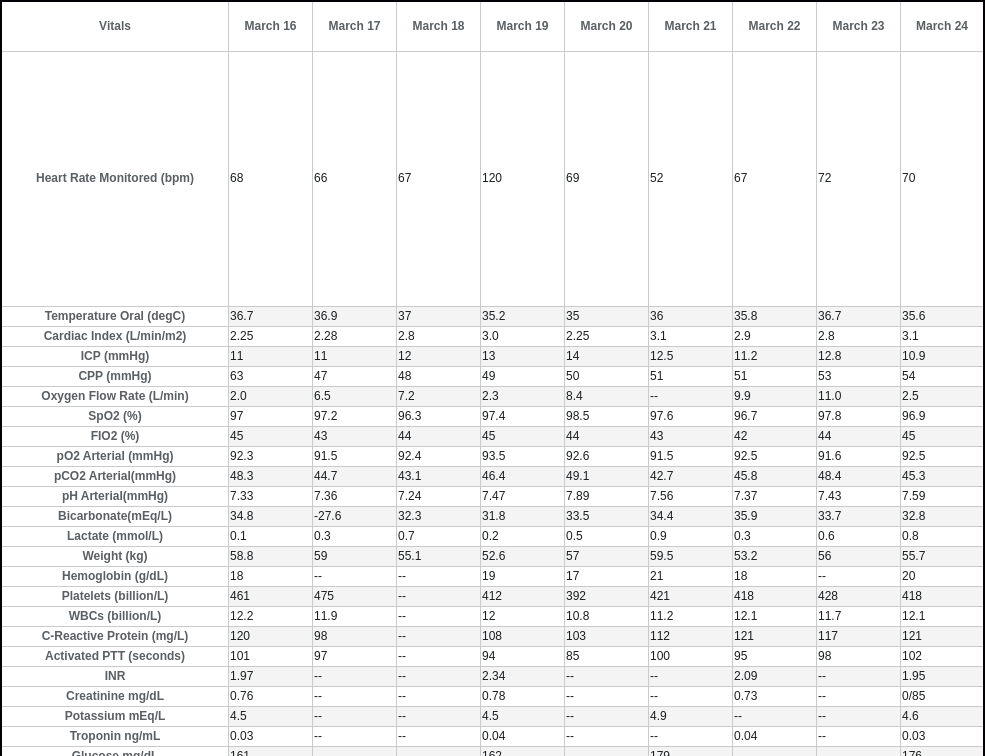 Vitals March 16 March 17 March 18 March 19 March 20 March 21 March 22 March 23 March 24
Heart Rate Monitored (bpm) 68 66 67 120 69 52 67 72 70
Temperature Oral (degC) 36.7 36.9 37 35.2 35 36 35.8 36.7 35.6
Cardiac Index (L/min/m2) 2.25 2.28 2.8 3.0 2.25 3.1 2.9 2.8 3.1
ICP (mmHg) 11 11 12 13 14 12.5 11.2 12.8 10.9
CPP (mmHg) 63 47 48 49 50 51 51 53 54
Oxygen Flow Rate (L/min) 2.0 6.5 7.2 2.3 8.4 -- 9.9 11.0 2.5
SpO2 (%) 97 97.2 96.3 97.4 98.5 97.6 96.7 97.8 96.9
FIO2 (%) 45 43 44 45 44 43 42 44 45
pO2 Arterial (mmHg) 92.3 91.5 92.4 93.5 92.6 91.5 92.5 91.6 92.5
pCO2 Arterial(mmHg) 48.3 44.7 43.1 46.4 49.1 42.7 45.8 48.4 45.3
pH Arterial(mmHg) 7.33 7.36 7.24 7.47 7.89 7.56 7.37 7.43 7.59
Bicarbonate(mEq/L) 34.8 -27.6 32.3 31.8 33.5 34.4 35.9 33.7 32.8
Lactate (mmol/L) 0.1 0.3 0.7 0.2 0.5 0.9 0.3 0.6 0.8
Weight (kg) 58.8 59 55.1 52.6 57 59.5 53.2 56 55.7
Hemoglobin (g/dL) 18 -- -- 19 17 21 18 -- 20
Platelets (billion/L) 461 475 -- 412 392 421 418 428 418
WBCs (billion/L) 12.2 11.9 -- 12 10.8 11.2 12.1 11.7 12.1
C-Reactive Protein (mg/L) 120 98 -- 108 103 112 121 117 121
Activated PTT (seconds) 101 97 -- 94 85 100 95 98 102
INR 1.97 -- -- 2.34 -- -- 2.09 -- 1.95
Creatinine mg/dL 0.76 -- -- 0.78 -- -- 0.73 -- 0/85
Potassium mEq/L 4.5 -- -- 4.5 -- 4.9 -- -- 4.6
Troponin ng/mL 0.03 -- -- 0.04 -- -- 0.04 -- 0.03
Glucose mg/dL 161 162 179 176